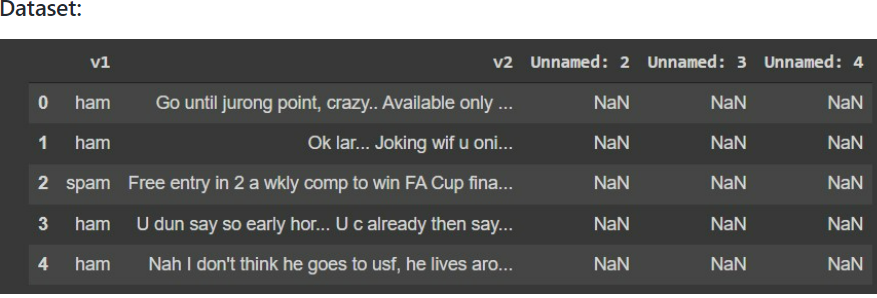 Dataset:
v1 v2 Unnamed: 2 Unnamed: 3 Unnamed: 4
0 ham Go until jurong point, crazy.. Available only ... NaN NaN NaN
1 ham Ok lar... Joking wif u oni... NaN NaN NaN
2 spam Free entry in 2 a wkly comp to win FA Cup fina... NaN NaN NaN
3 ham U dun say so early hor... U c already then say... NaN NaN NaN
4 ham Nah I don't think he goes to usf, he lives aro... NaN NaN NaN